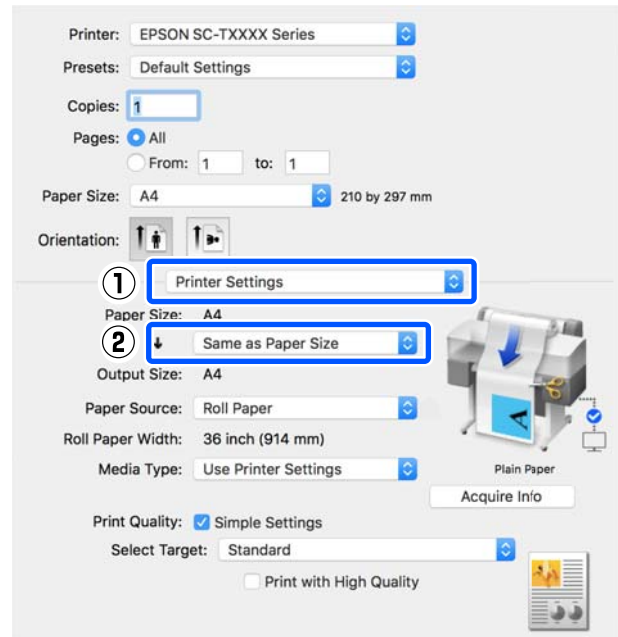 Printer: EPSON SC-TXXXX Series
Presets: Default Settings
Copies: 1
Pages: All
From: 1 to: 1
Paper Size: A4 210 by 297 mm
Orientation:
① Printer Settings
Paper Size: A4
② Same as Paper Size
Output Size: A4
Paper Source: Roll Paper
Roll Paper Width: 36 inch (914 mm)
Media Type: Use Printer Settings
A
Plain Paper
Acquire Info
Print Quality: Simple Settings
Select Target: Standard
Print with High Quality